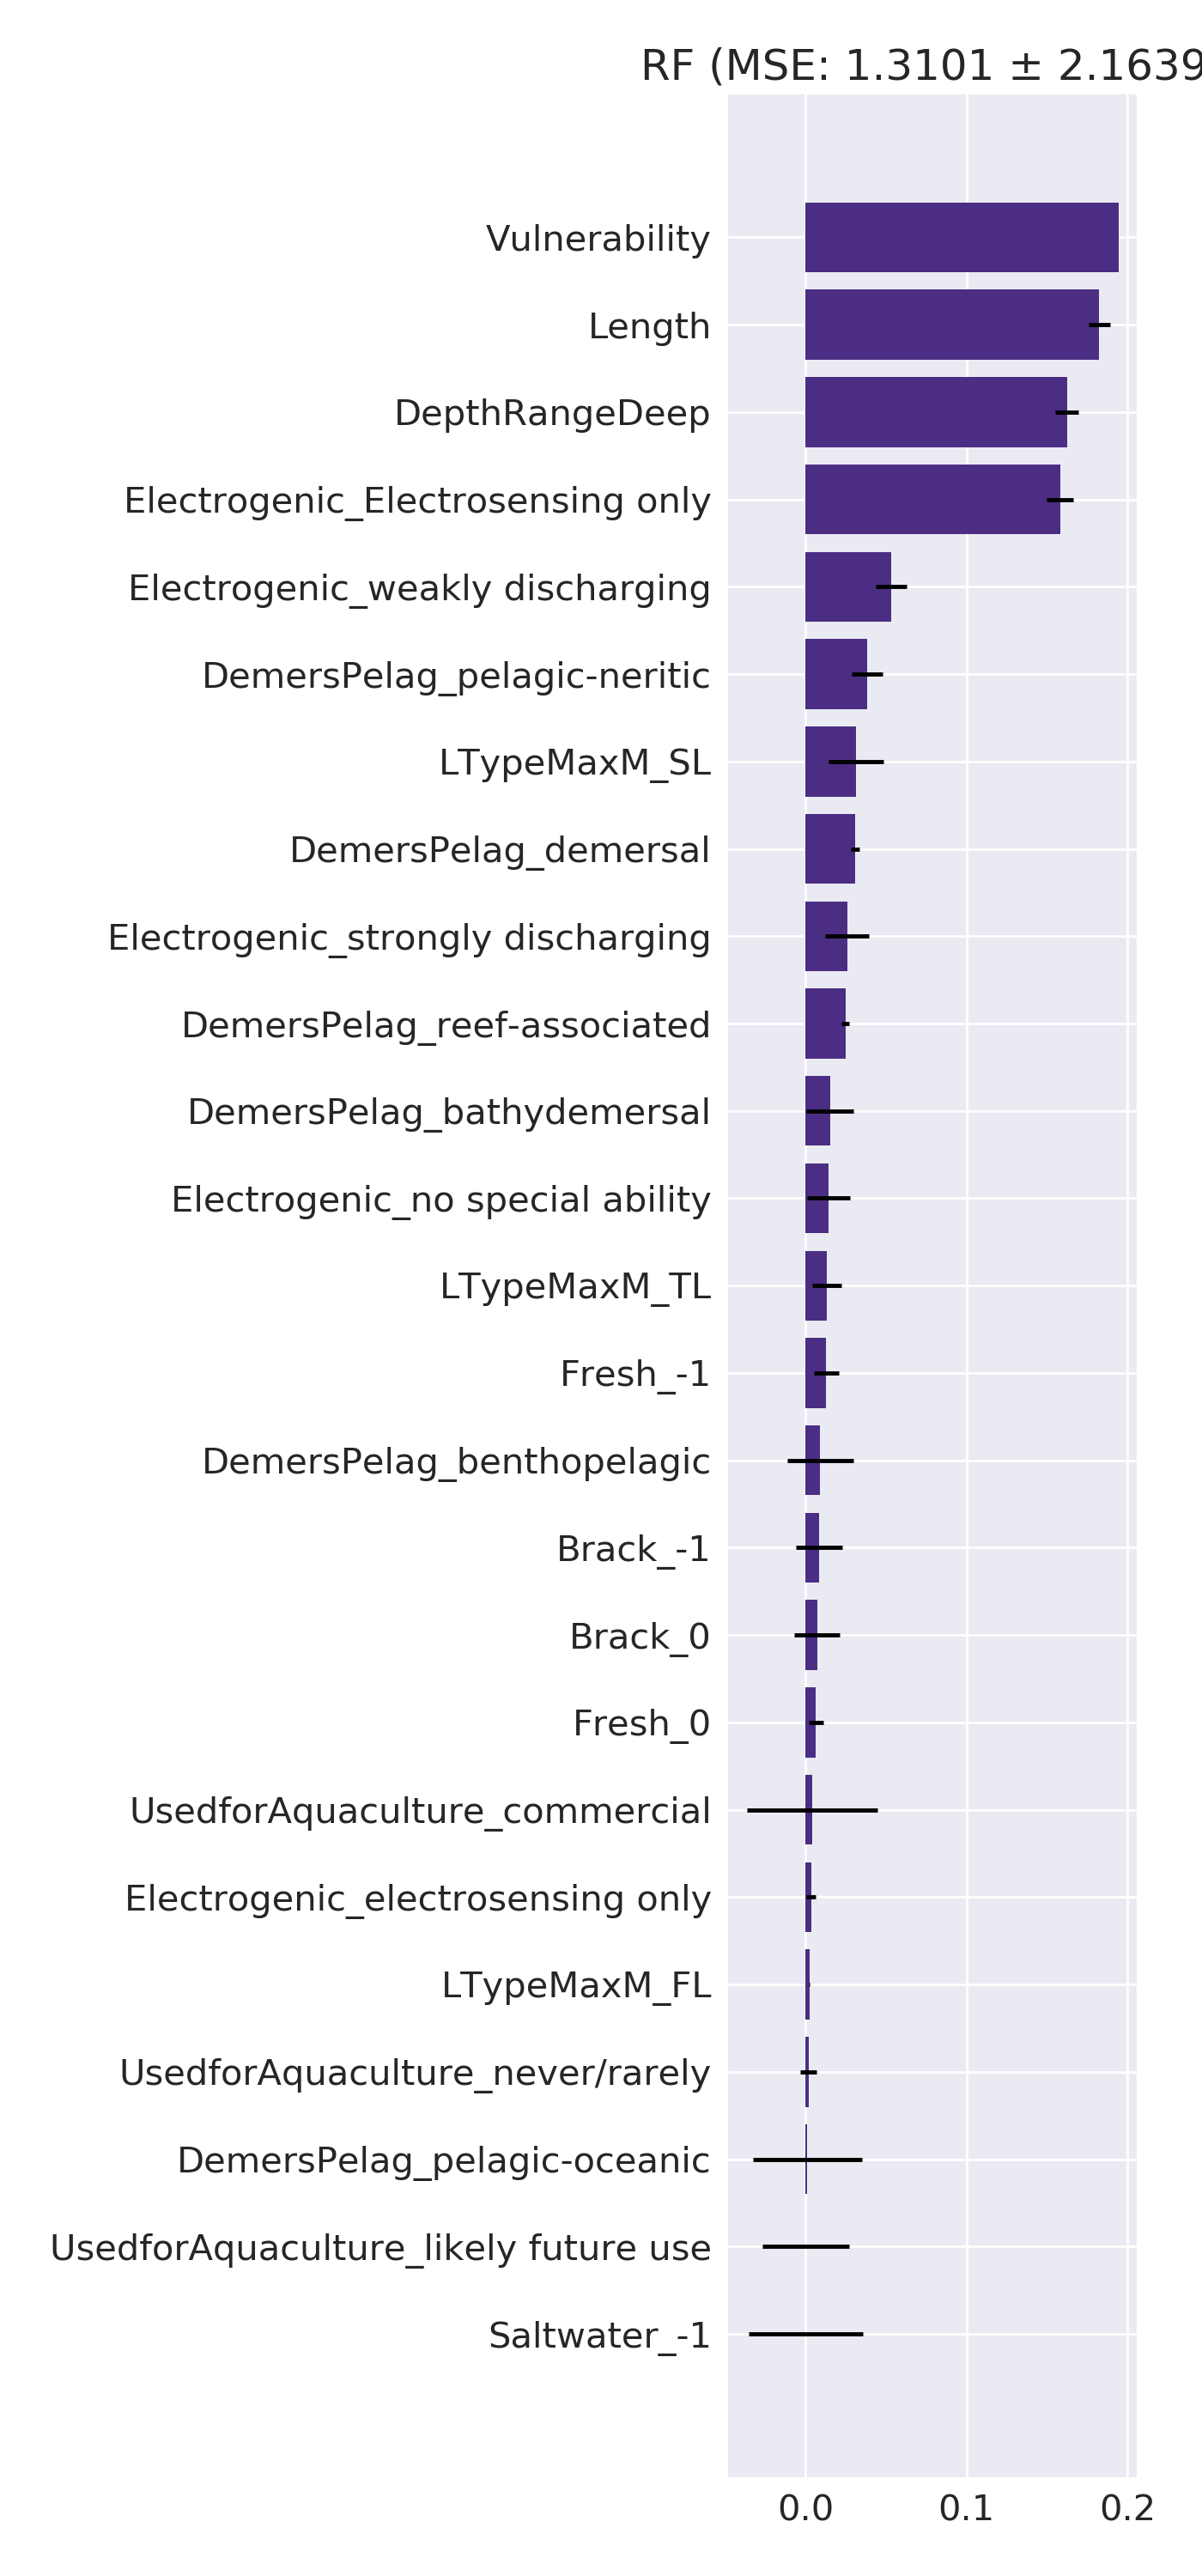 RF (MSE: 1.3101 ± 2.1639
Vulnerability
Length
DepthRangeDeep
Electrogenic_Electrosensing only
Electrogenic_weakly discharging
DemersPelag_pelagic-neritic
LTypeMaxM_SL
DemersPelag_demersal
Electrogenic_strongly discharging
DemersPelag_reef-associated
DemersPelag_bathydemersal
Electrogenic_no special ability
LTypeMaxM_TL
Fresh_-1
DemersPelag_benthopelagic
Brack_-1
Brack_0
Fresh_0
UsedforAquaculture_commercial
Electrogenic_electrosensing only
LTypeMaxM_FL
UsedforAquaculture_never/rarely
DemersPelag_pelagic-oceanic
UsedforAquaculture_likely future use
Saltwater_-1
0.0 0.1 0.2